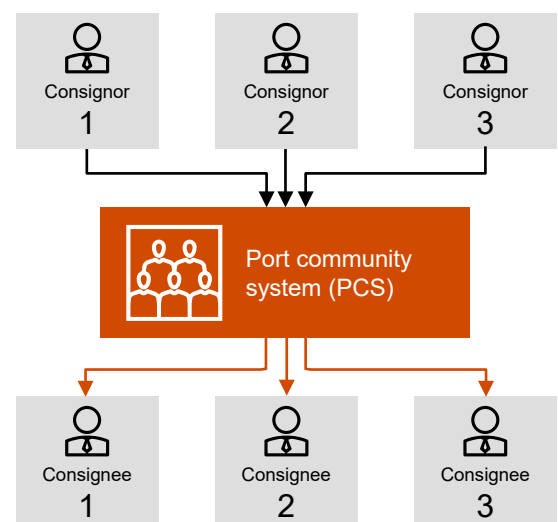 Consignor
1
Consignor
2
Consignor
3
Port community
system (PCS)
Consignee
1
Consignee
2
Consignee
3